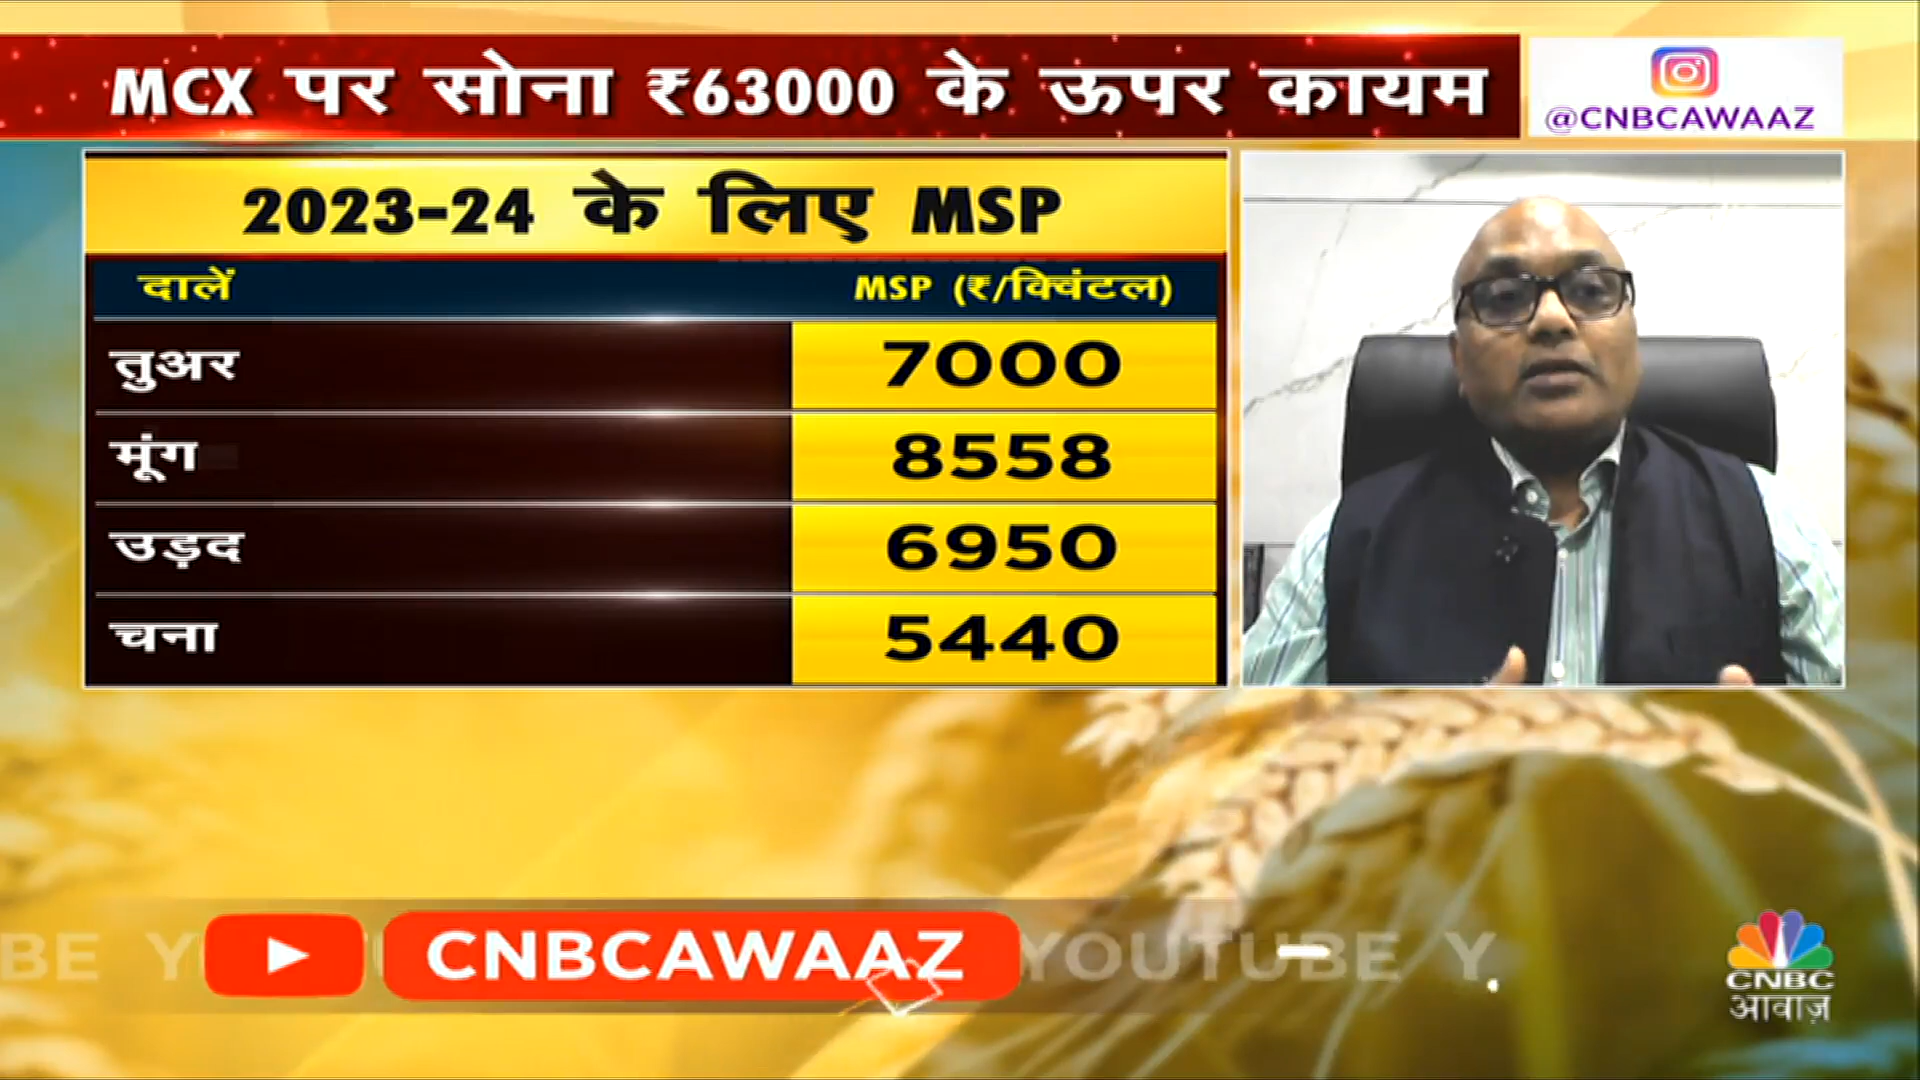 MCX पर सोना ₹63000 के ऊपर कायम
@CNBCAWAAZ
2023-24 के लिए MSP
दालें MSP (₹/क्विंटल)
तुअर 7000
मूंग 8558
उड़द 6950
चना 5440
BE Y CNBCAWAAZ YOUTUBE Y
CNBC
आवाज़